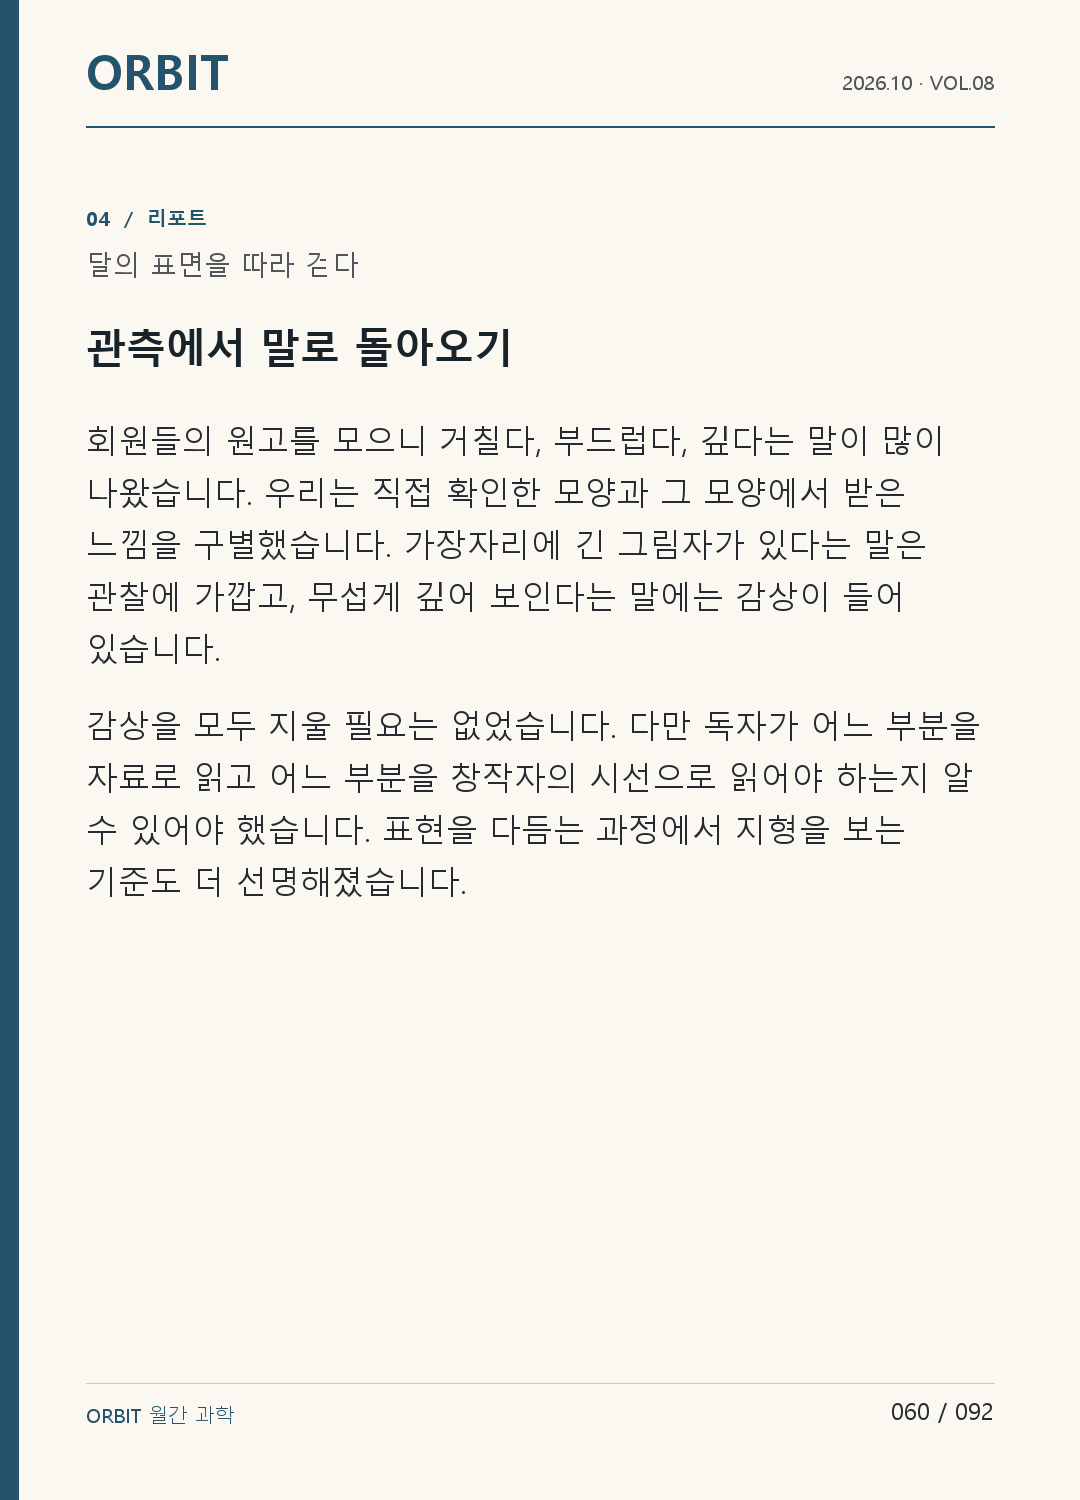 ORBIT
2026.10 · VOL.08
04 / 리포트
달의 표면을 따라 걷다
관측에서 말로 돌아오기
회원들의 원고를 모으니 거칠다, 부드럽다, 깊다는 말이 많이
나왔습니다. 우리는 직접 확인한 모양과 그 모양에서 받은
느낌을 구별했습니다. 가장자리에 긴 그림자가 있다는 말은
관찰에 가깝고, 무섭게 깊어 보인다는 말에는 감상이 들어
있습니다.
감상을 모두 지울 필요는 없었습니다. 다만 독자가 어느 부분을
자료로 읽고 어느 부분을 창작자의 시선으로 읽어야 하는지 알
수 있어야 했습니다. 표현을 다듬는 과정에서 지형을 보는
기준도 더 선명해졌습니다.
ORBIT 월간 과학
060 / 092